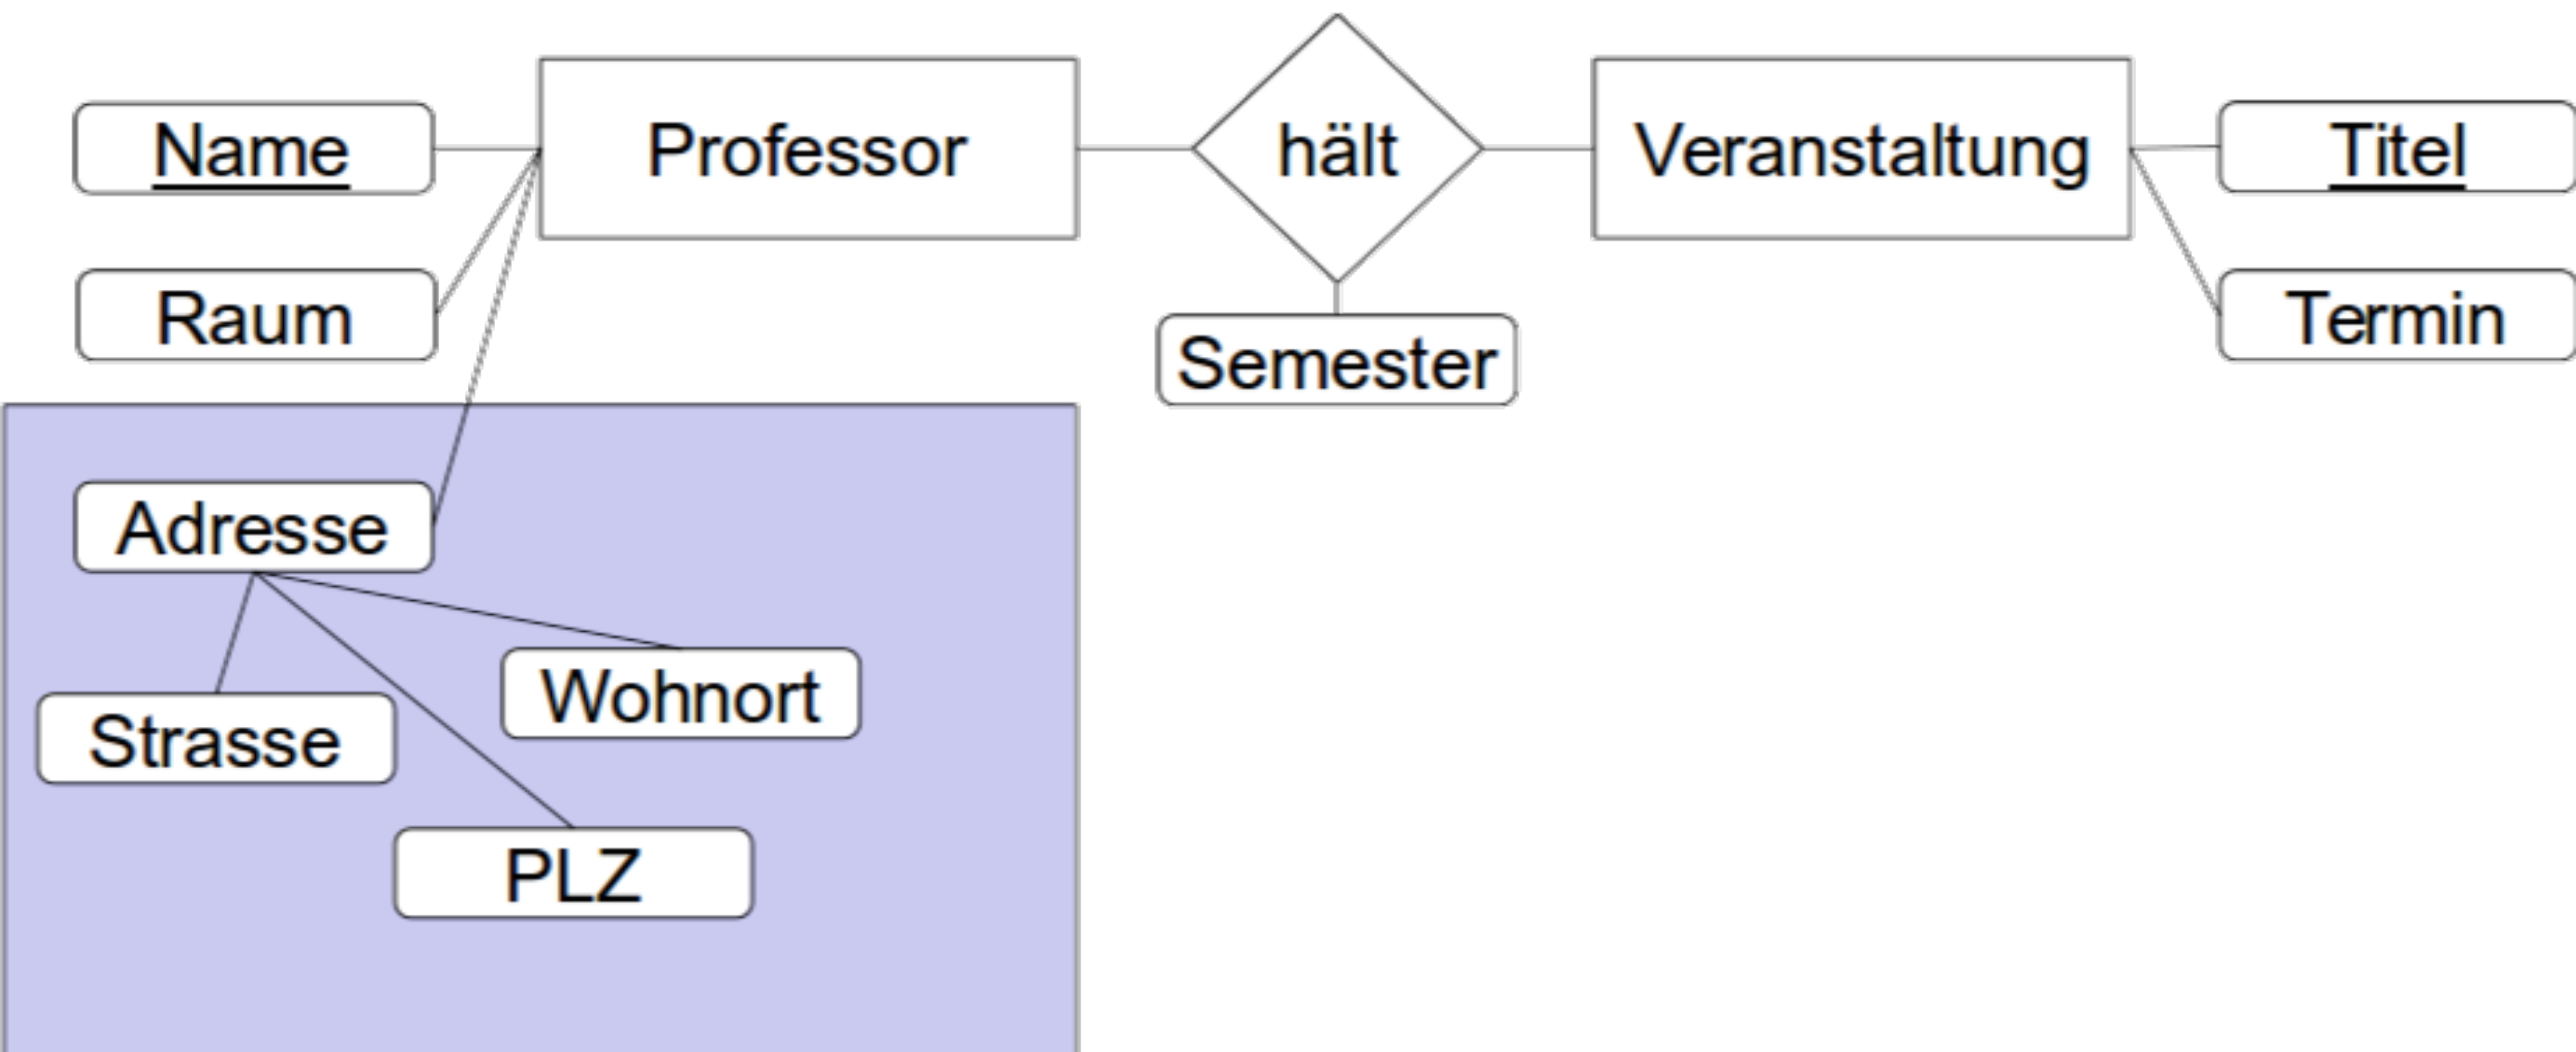 Name
Professor
hält
Veranstaltung
Titel
Raum
Semester
Termin
Adresse
Wohnort
Strasse
PLZ